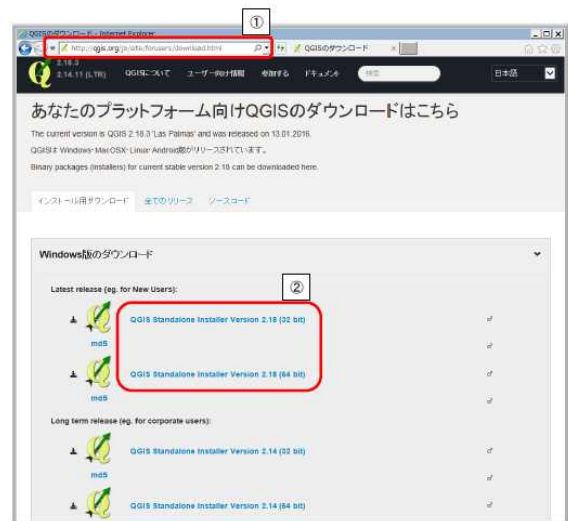 ①
QGISのダウンロード - Internet Explorer
http://qgis.org/ja/site/forusers/download.html
QGISのダウンロード
2.18.3
2.14.11 (LTR)
QGISについて ユーザーの向け情報 参加する ドキュメント 検索 日本語
あなたのプラットフォーム向けQGISのダウンロードはこちら
The current version is QGIS 2.18.3 'Las Palmas' and was released on 13.01.2016.
QGISは Windows・MacOSX・Linux・Android版がリリースされています。
Binary packages (installers) for current stable version 2.18 can be downloaded here.
インストール用ダウンロード 全てのリリース ソースコード
Windows版のダウンロード
②
Latest release (eg. for New Users):
QGIS Standalone Installer Version 2.18 (32 bit)
md5
QGIS Standalone Installer Version 2.18 (64 bit)
md5
Long term release (eg. for corporate users):
QGIS Standalone Installer Version 2.14 (32 bit)
md5
QGIS Standalone Installer Version 2.14 (64 bit)